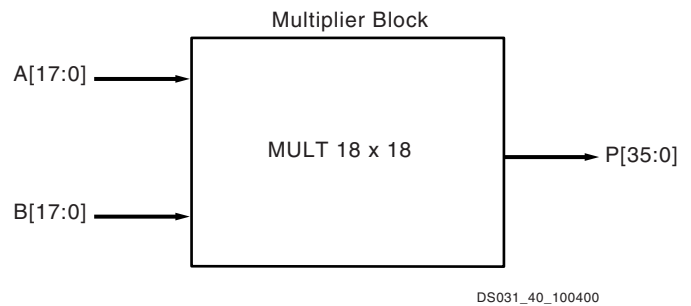 Multiplier Block
A[17:0]
MULT 18 x 18
P[35:0]
B[17:0]
DS031_40_100400